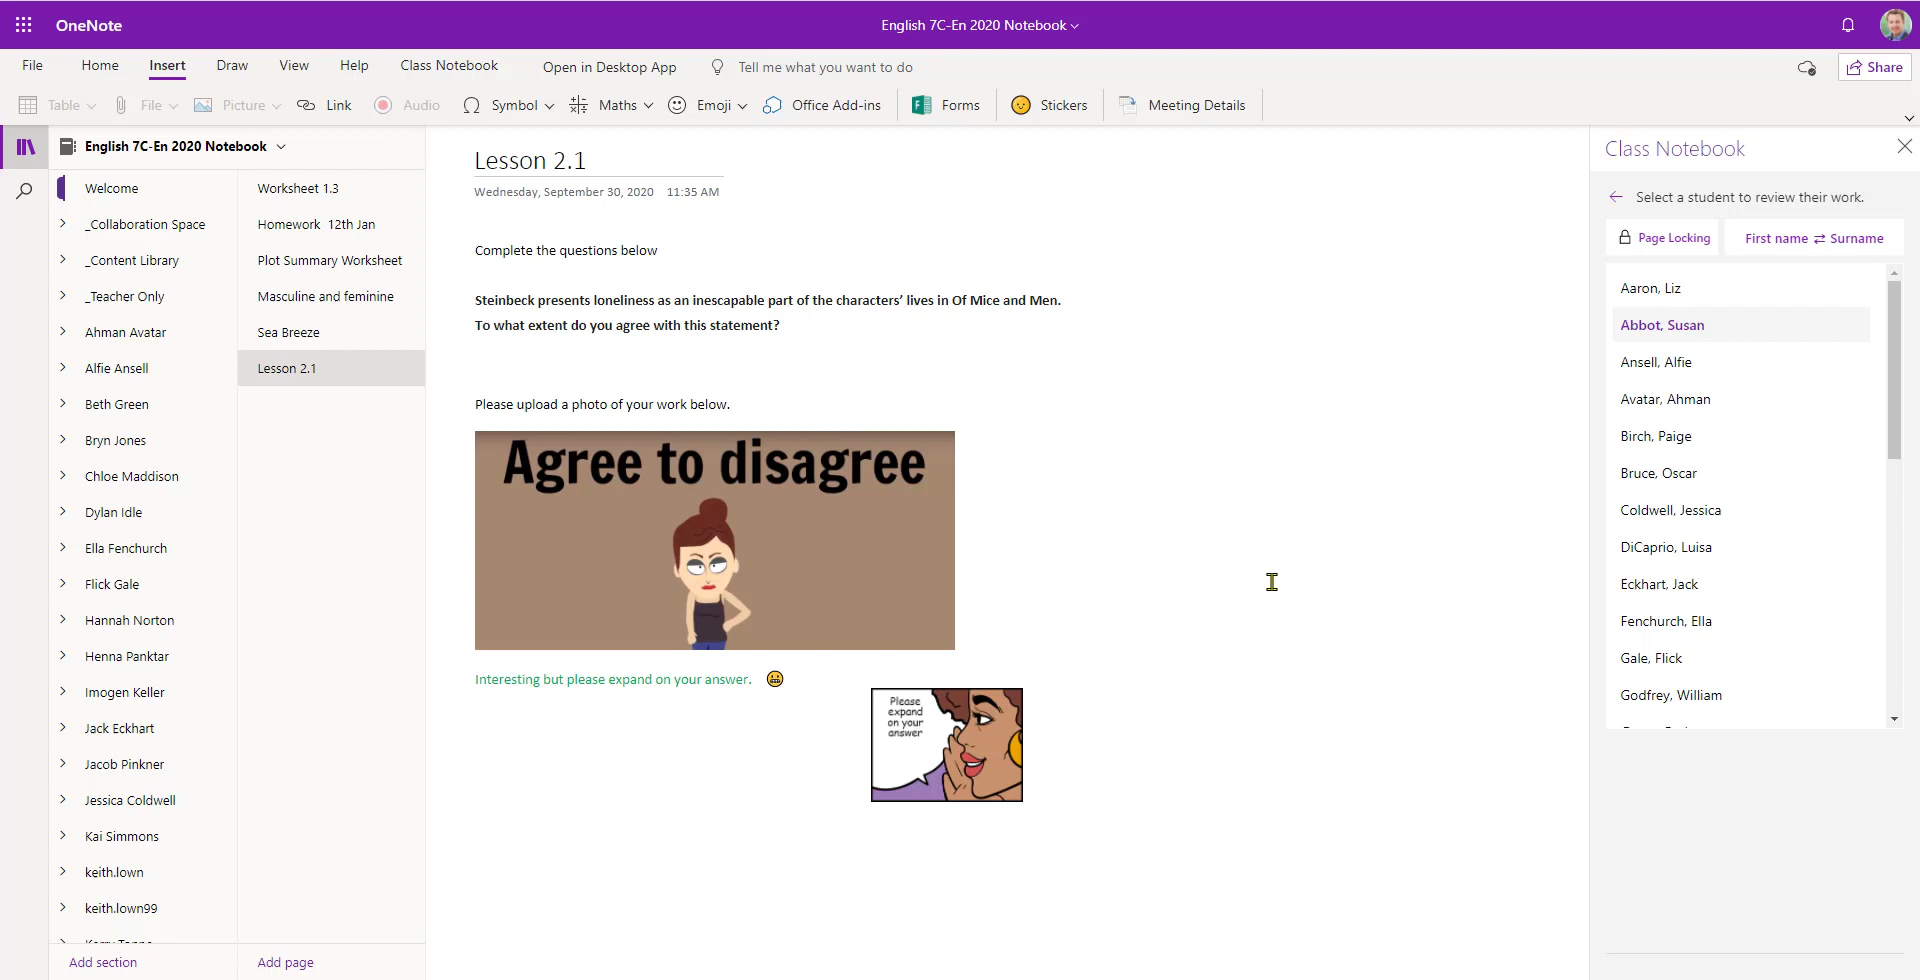 OneNote
English 7C-En 2020 Notebook
File Home Insert Draw View Help Class Notebook Open in Desktop App Tell me what you want to do Share
Table File Picture Link Audio Symbol Maths Emoji Office Add-ins Forms Stickers Meeting Details
English 7C-En 2020 Notebook
Welcome
_Collaboration Space
_Content Library
_Teacher Only
Ahman Avatar
Alfie Ansell
Beth Green
Bryn Jones
Chloe Maddison
Dylan Idle
Ella Fenchurch
Flick Gale
Hannah Norton
Henna Panktar
Imogen Keller
Jack Eckhart
Jacob Pinkner
Jessica Coldwell
Kai Simmons
keith.lown
keith.lown99
Add section
Worksheet 1.3
Homework 12th Jan
Plot Summary Worksheet
Masculine and feminine
Sea Breeze
Lesson 2.1
Add page
Lesson 2.1
Wednesday, September 30, 2020 11:35 AM
Complete the questions below
Steinbeck presents loneliness as an inescapable part of the characters’ lives in Of Mice and Men.
To what extent do you agree with this statement?
Please upload a photo of your work below.
Agree to disagree
Interesting but please expand on your answer.
Please
expand
on your
answer
Class Notebook
Select a student to review their work.
Page Locking
First name ⇄ Surname
Aaron, Liz
Abbot, Susan
Ansell, Alfie
Avatar, Ahman
Birch, Paige
Bruce, Oscar
Coldwell, Jessica
DiCaprio, Luisa
Eckhart, Jack
Fenchurch, Ella
Gale, Flick
Godfrey, William